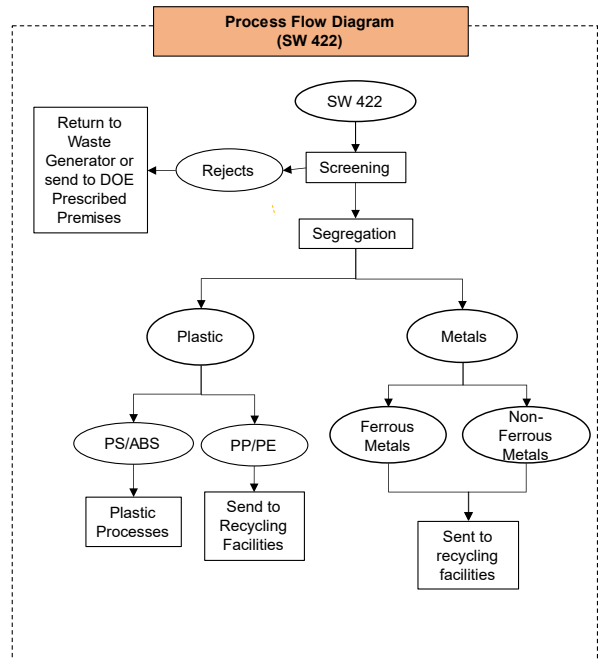 Process Flow Diagram
(SW 422)
SW 422
Return to
Waste
Generator or
send to DOE
Prescribed
Premises
Rejects
Screening
Segregation
Plastic
Metals
PS/ABS
PP/PE
Ferrous
Metals
Non-
Ferrous
Metals
Plastic
Processes
Send to
Recycling
Facilities
Sent to
recycling
facilities